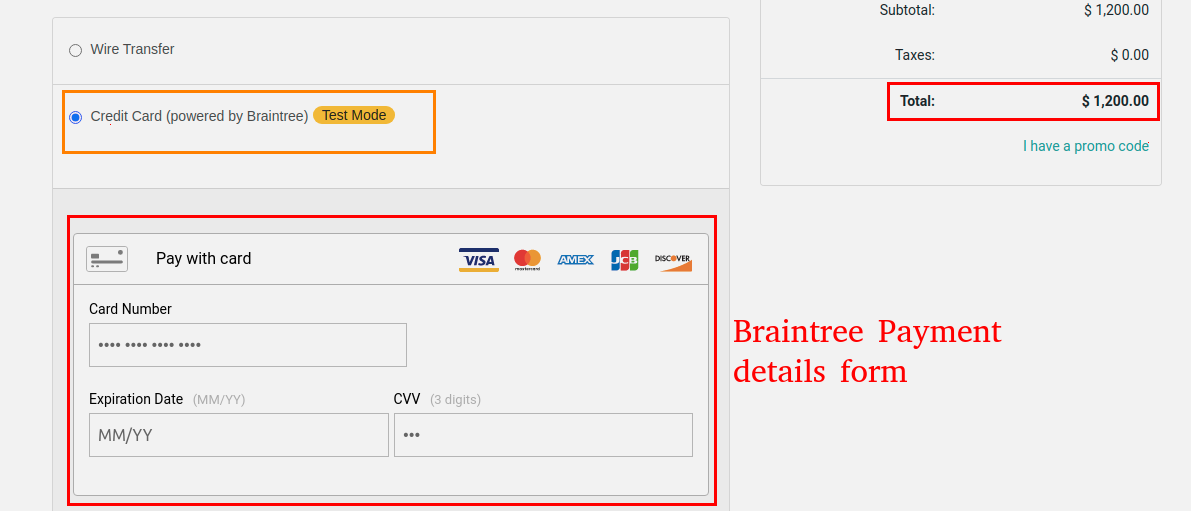 Subtotal: $ 1,200.00
Wire Transfer
Taxes: $ 0.00
Total: $ 1,200.00
Credit Card (powered by Braintree) Test Mode
I have a promo code
Pay with card
VISA mastercard AMEX JCB DISCOVER
Card Number
•••• •••• •••• ••••
Braintree Payment
details form
Expiration Date (MM/YY) CVV (3 digits)
MM/YY •••